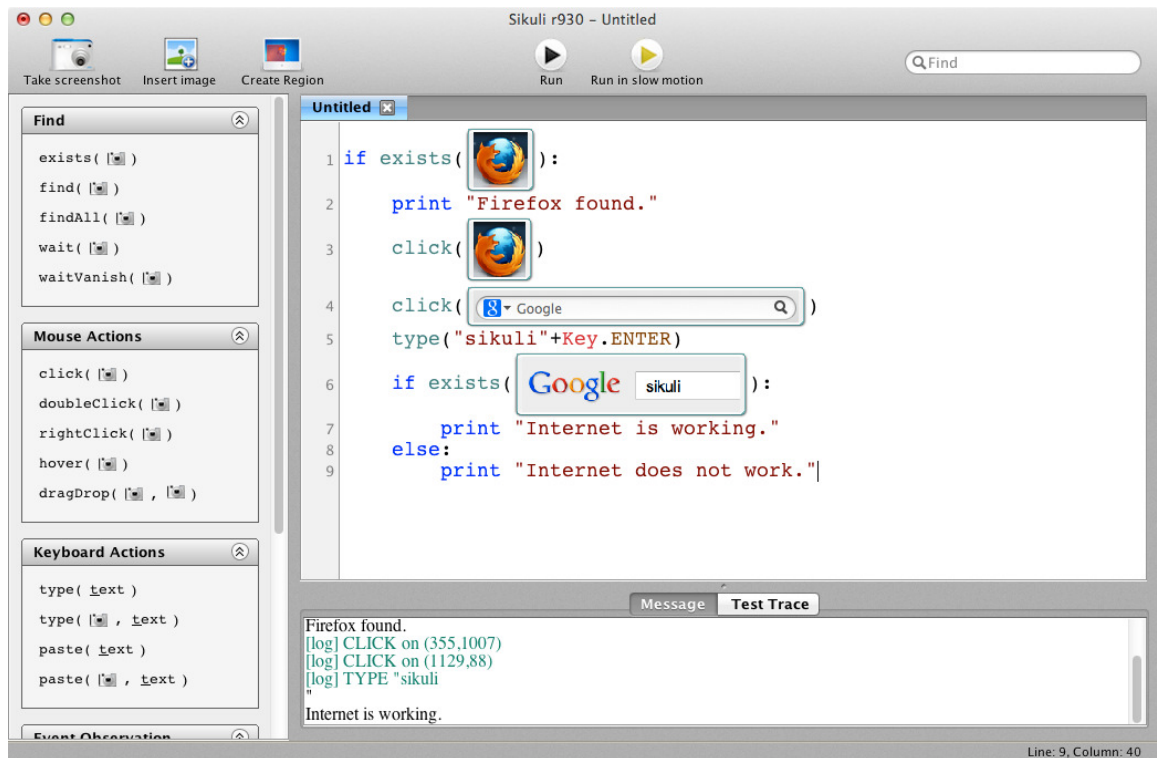 Sikuli r930 – Untitled
Take screenshot Insert image Create Region Run Run in slow motion Find
Find
exists( )
find( )
findAll( )
wait( )
waitVanish( )
Mouse Actions
click( )
doubleClick( )
rightClick( )
hover( )
dragDrop( , )
Keyboard Actions
type( text )
type( , text )
paste( text )
paste( , text )
Event Observation
Untitled
1 if exists( ):
2 print "Firefox found."
3 click( )
4 click( 8 Google )
5 type("sikuli"+Key.ENTER)
6 if exists( Google sikuli ):
7 print "Internet is working."
8 else:
9 print "Internet does not work."
Message Test Trace
Firefox found.
[log] CLICK on (355,1007)
[log] CLICK on (1129,88)
[log] TYPE "sikuli
"
Internet is working.
Line: 9, Column: 40